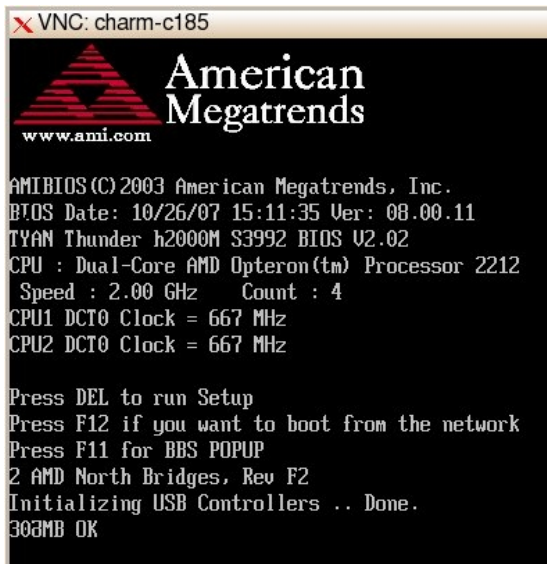 VNC: charm-c185
American
Megatrends
www.ami.com
AMIBIOS(C)2003 American Megatrends, Inc.
BIOS Date: 10/26/07 15:11:35 Ver: 08.00.11
TYAN Thunder h2000M S3992 BIOS V2.02
CPU : Dual-Core AMD Opteron(tm) Processor 2212
Speed : 2.00 GHz Count : 4
CPU1 DCT0 Clock = 667 MHz
CPU2 DCT0 Clock = 667 MHz
Press DEL to run Setup
Press F12 if you want to boot from the network
Press F11 for BBS POPUP
2 AMD North Bridges, Rev F2
Initializing USB Controllers .. Done.
OK